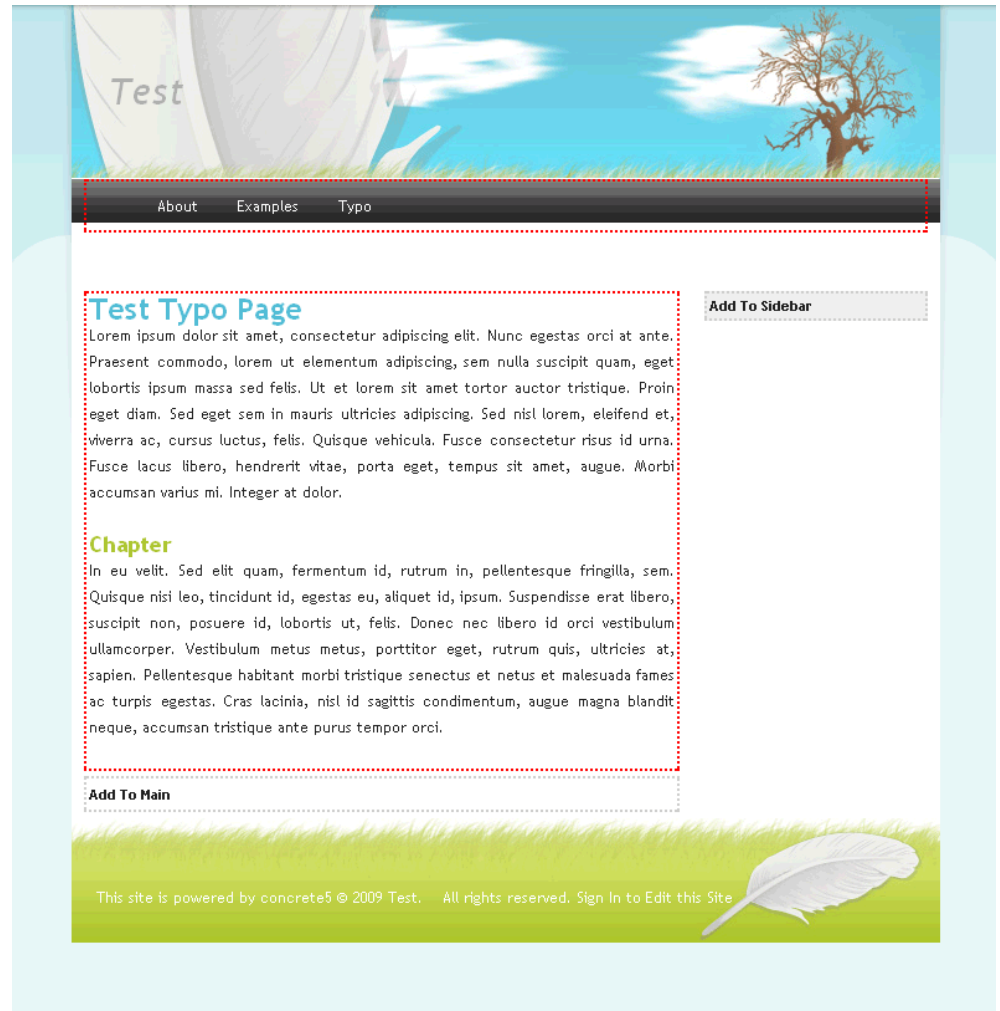 Test
About Examples Typo
Test Typo Page
Add To Sidebar
Lorem ipsum dolor sit amet, consectetur adipiscing elit. Nunc egestas orci at ante.
Praesent commodo, lorem ut elementum adipiscing, sem nulla suscipit quam, eget
lobortis ipsum massa sed felis. Ut et lorem sit amet tortor auctor tristique. Proin
eget diam. Sed eget sem in mauris ultricies adipiscing. Sed nisl lorem, eleifend et,
viverra ac, cursus luctus, felis. Quisque vehicula. Fusce consectetur risus id urna.
Fusce lacus libero, hendrerit vitae, porta eget, tempus sit amet, augue. Morbi
accumsan varius mi. Integer at dolor.
Chapter
In eu velit. Sed elit quam, fermentum id, rutrum in, pellentesque fringilla, sem.
Quisque nisi leo, tincidunt id, egestas eu, aliquet id, ipsum. Suspendisse erat libero,
suscipit non, posuere id, lobortis ut, felis. Donec nec libero id orci vestibulum
ullamcorper. Vestibulum metus metus, porttitor eget, rutrum quis, ultricies at,
sapien. Pellentesque habitant morbi tristique senectus et netus et malesuada fames
ac turpis egestas. Cras lacinia, nisl id sagittis condimentum, augue magna blandit
neque, accumsan tristique ante purus tempor orci.
Add To Main
This site is powered by concrete5 © 2009 Test. All rights reserved. Sign In to Edit this Site